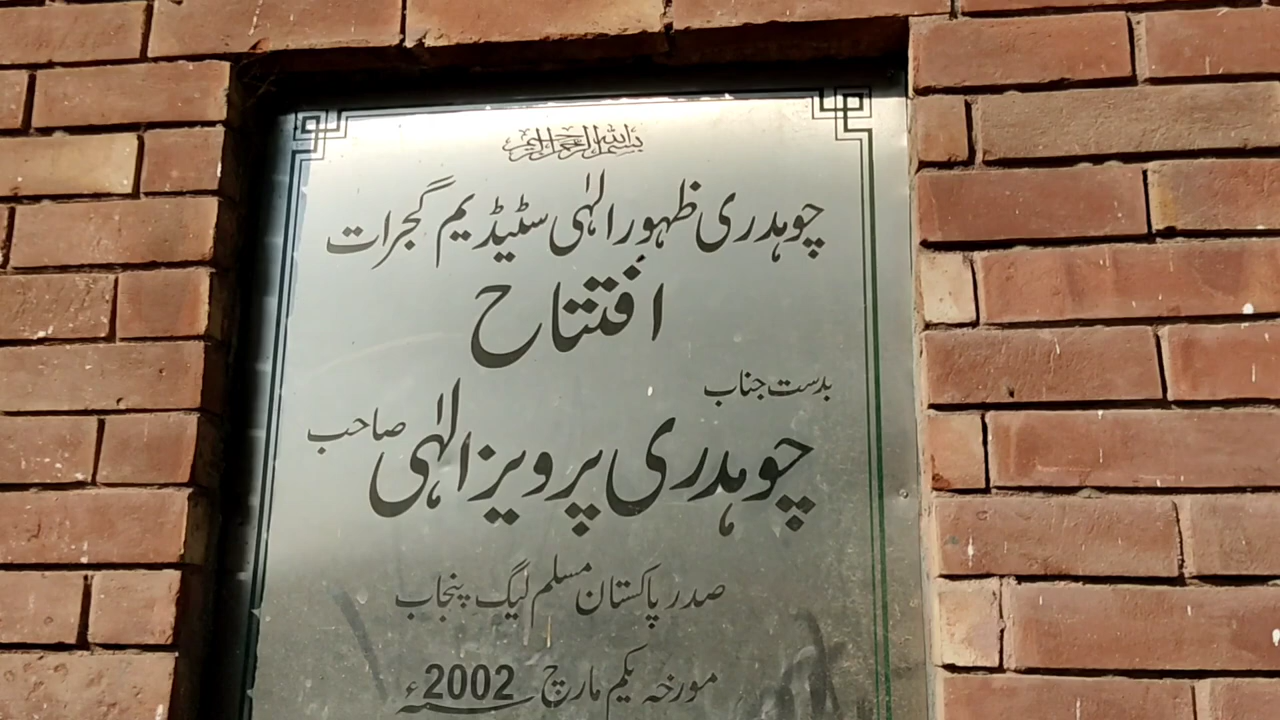 بسم الله الرحمن الرحیم
چوہدری ظہور الٰہی سٹیڈیم گجرات
افتتاح
بدست جناب
چوہدری پرویز الٰہی صاحب
صدر پاکستان مسلم لیگ پنجاب
مورخہ یکم مارچ 2002ء